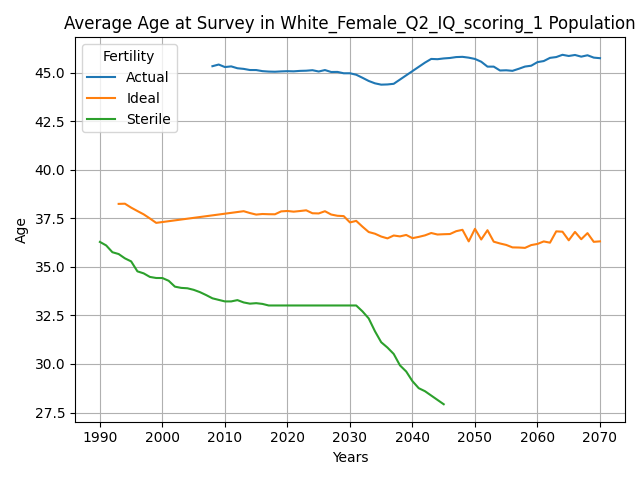 Average Age at Survey in White_Female_Q2_IQ_scoring_1 Population
Fertility
Actual
Ideal
Sterile
Age
45.0
42.5
40.0
37.5
35.0
32.5
30.0
27.5
1990 2000 2010 2020 2030 2040 2050 2060 2070
Years